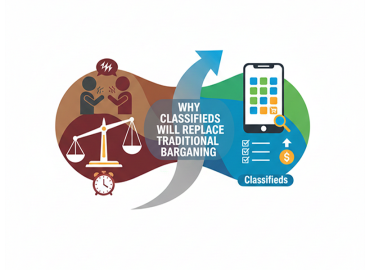 WHY
CLASSIFIEDS
WILL REPLACE
TRADITIONAL
BARGANING
Classifieds
$